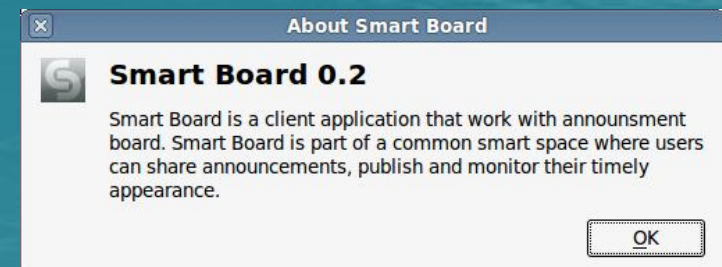 About Smart Board
Smart Board 0.2
Smart Board is a client application that work with announsment
board. Smart Board is part of a common smart space where users
can share announcements, publish and monitor their timely
appearance.
OK